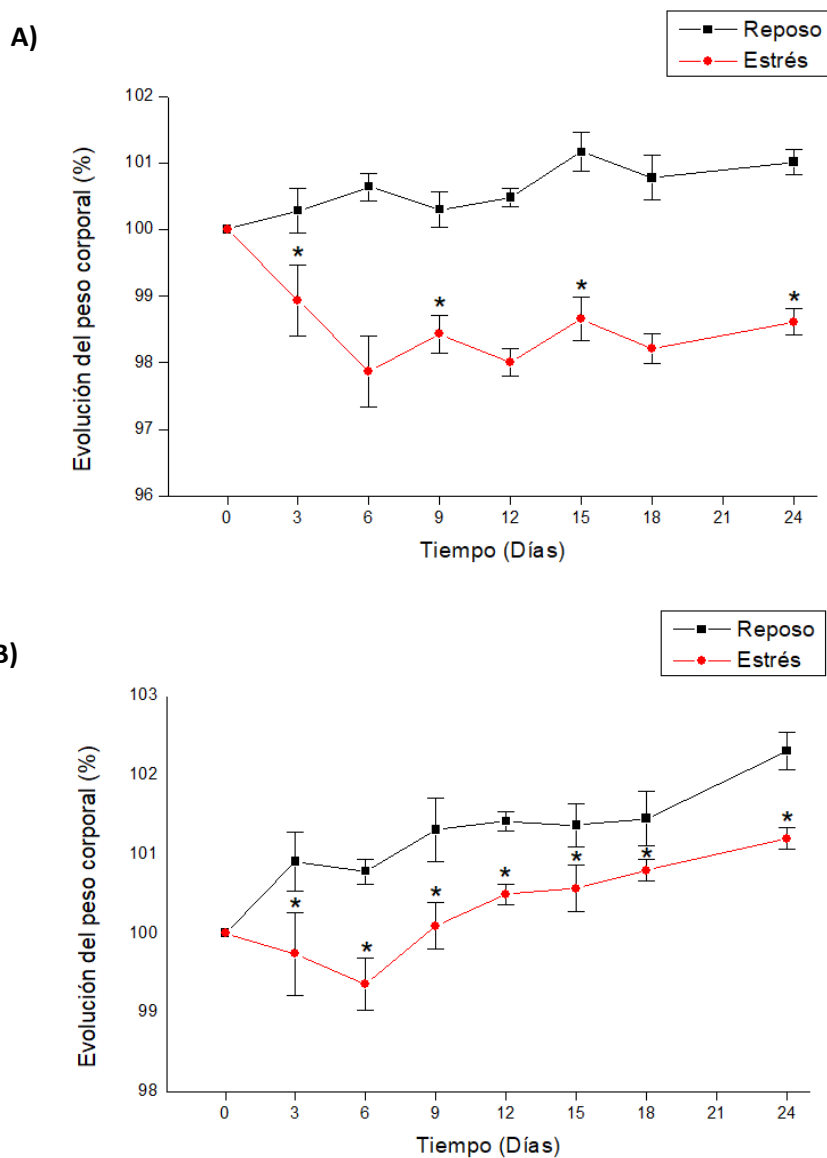 A)
Reposo
Estrés
102
101
100
99
98
97
96
Evolución del peso corporal (%)
* * * *
0 3 6 9 12 15 18 21 24
Tiempo (Días)
B)
Reposo
Estrés
103
102
101
100
99
98
Evolución del peso corporal (%)
* * * * * * *
0 3 6 9 12 15 18 21 24
Tiempo (Días)